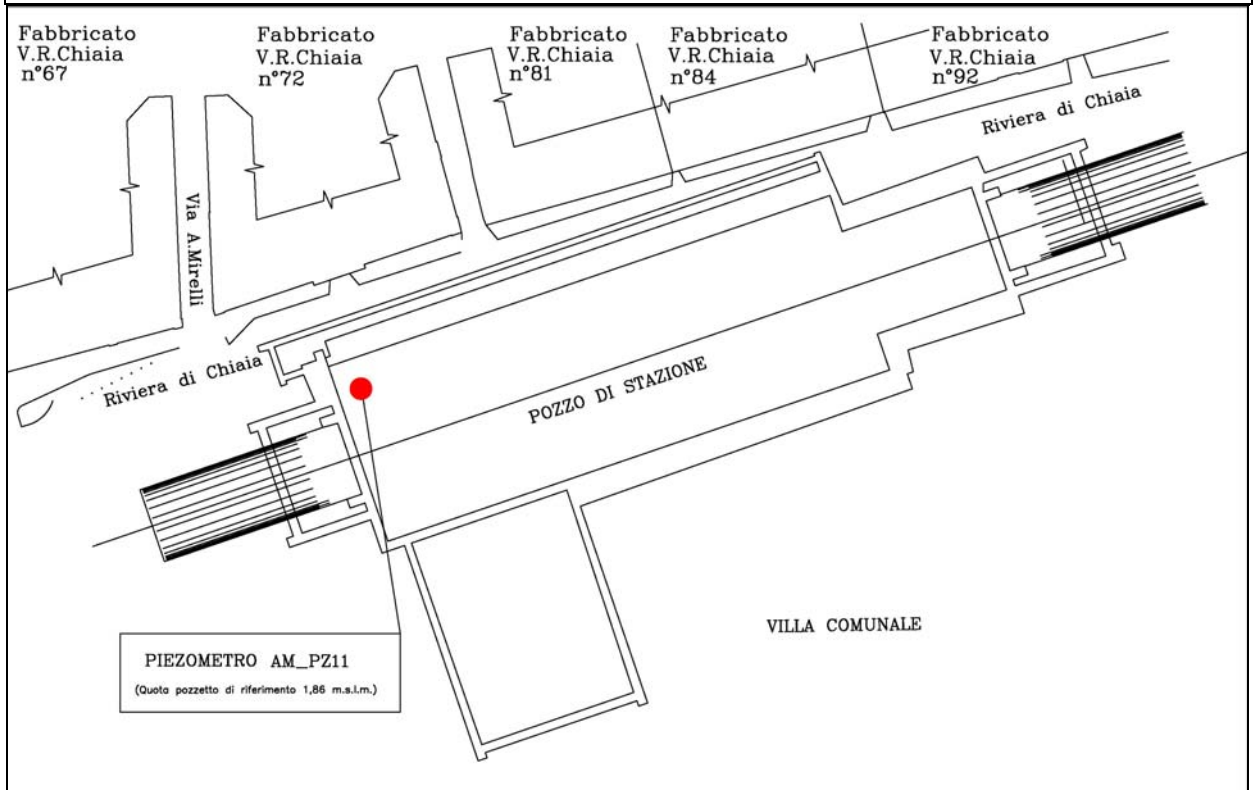 Fabbricato
V.R.Chiaia
n°67
Fabbricato
V.R.Chiaia
n°72
Fabbricato
V.R.Chiaia
n°81
Fabbricato
V.R.Chiaia
n°84
Fabbricato
V.R.Chiaia
n°92
Riviera di Chiaia
Via A.Mirelli
Riviera di Chiaia
POZZO DI STAZIONE
VILLA COMUNALE
PIEZOMETRO AM_PZ11
(Quota pozzetto di riferimento 1,86 m.s.l.m.)